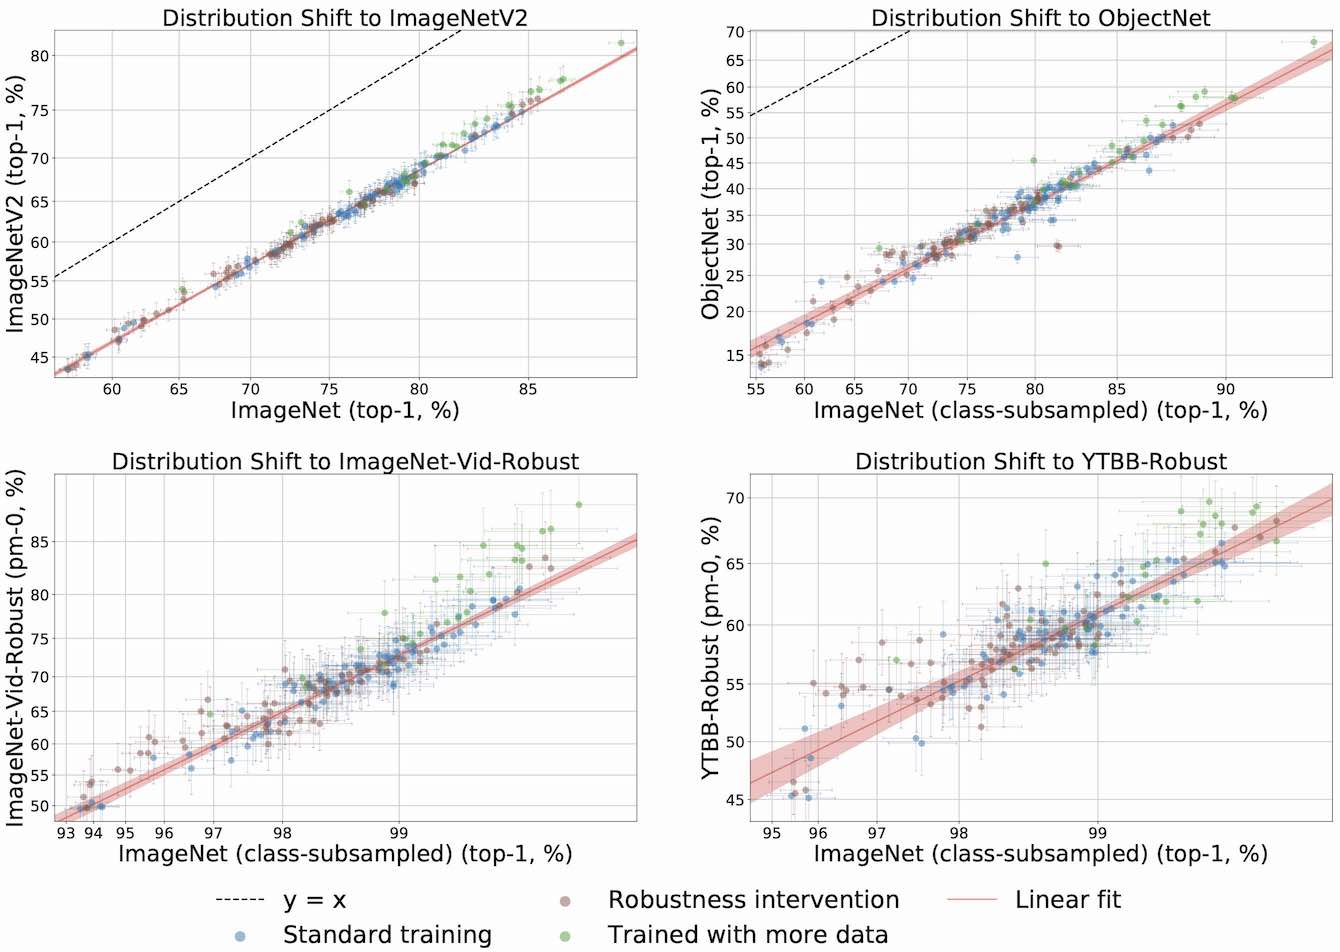 Distribution Shift to ImageNetV2
ImageNetV2 (top-1, %)
80
75
70
65
60
55
50
45
60 65 70 75 80 85
ImageNet (top-1, %)
Distribution Shift to ObjectNet
ObjectNet (top-1, %)
70
65
60
55
50
45
40
35
30
25
20
15
55 60 65 70 75 80 85 90
ImageNet (class-subsampled) (top-1, %)
Distribution Shift to ImageNet-Vid-Robust
ImageNet-Vid-Robust (pm-0, %)
85
80
75
70
65
60
55
50
93 94 95 96 97 98 99
ImageNet (class-subsampled) (top-1, %)
Distribution Shift to YTBB-Robust
YTBB-Robust (pm-0, %)
70
65
60
55
50
45
95 96 97 98 99
ImageNet (class-subsampled) (top-1, %)
y = x Robustness intervention Linear fit
Standard training Trained with more data